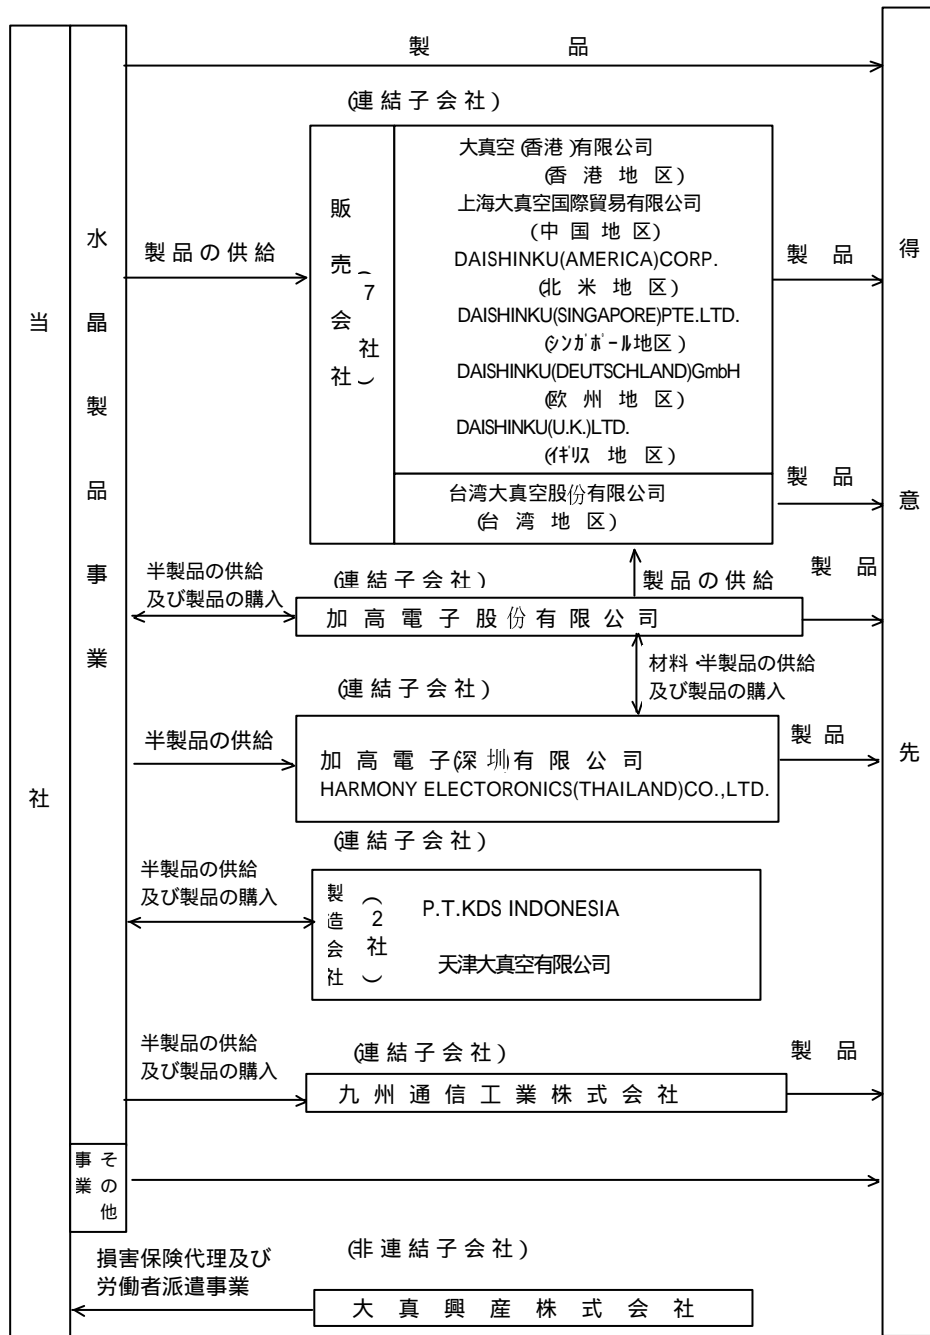 製品
(連結子会社)
当社
水晶製品事業
製品の供給
販売会社(7社)
大真空(香港)有限公司
(香港地区)
上海大真空国際貿易有限公司
(中国地区)
DAISHINKU(AMERICA)CORP.
(北米地区)
DAISHINKU(SINGAPORE)PTE.LTD.
(シンガポール地区)
DAISHINKU(DEUTSCHLAND)GmbH
(欧州地区)
DAISHINKU(U.K.)LTD.
(イギリス地区)
製品
得意先
台湾大真空股份有限公司
(台湾地区)
製品
半製品の供給
及び製品の購入
(連結子会社)
製品の供給
製品
加高電子股份有限公司
材料・半製品の供給
及び製品の購入
(連結子会社)
半製品の供給
加高電子(深圳)有限公司
HARMONY ELECTORONICS(THAILAND)CO.,LTD.
製品
(連結子会社)
半製品の供給
及び製品の購入
製造会社(2社)
P.T.KDS INDONESIA
天津大真空有限公司
半製品の供給
及び製品の購入
(連結子会社)
製品
九州通信工業株式会社
その他
事業
損害保険代理及び
労働者派遣事業
(非連結子会社)
大真興産株式会社